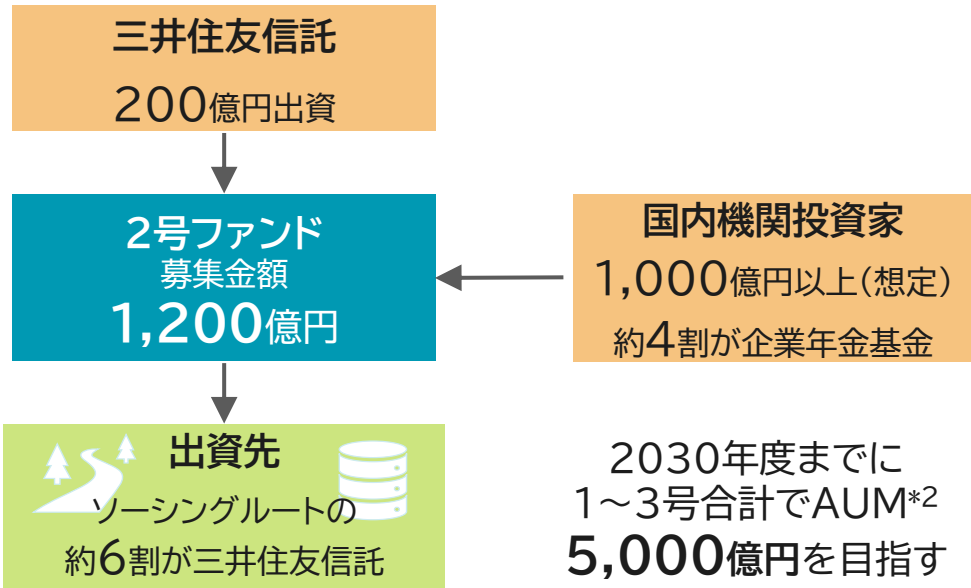 三井住友信託
200億円出資
2号ファンド
募集金額
1,200億円
国内機関投資家
1,000億円以上(想定)
約4割が企業年金基金
出資先
ソーシングルートの
約6割が三井住友信託
2030年度までに
1～3号合計でAUM*2
5,000億円を目指す